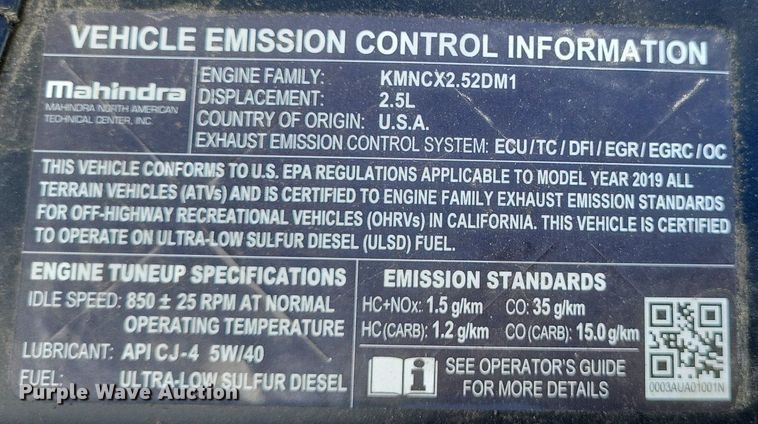 VEHICLE EMISSION CONTROL INFORMATION
Mahindra
MAHINDRA NORTH AMERICAN
TECHNICAL CENTER, INC.
ENGINE FAMILY: KMNCX2.52DM1
DISPLACEMENT: 2.5L
COUNTRY OF ORIGIN: U.S.A.
EXHAUST EMISSION CONTROL SYSTEM: ECU / TC / DFI / EGR / EGRC / OC
THIS VEHICLE CONFORMS TO U.S. EPA REGULATIONS APPLICABLE TO MODEL YEAR 2019 ALL
TERRAIN VEHICLES (ATVs) AND IS CERTIFIED TO ENGINE FAMILY EXHAUST EMISSION STANDARDS
FOR OFF-HIGHWAY RECREATIONAL VEHICLES (OHRVs) IN CALIFORNIA. THIS VEHICLE IS CERTIFIED
TO OPERATE ON ULTRA-LOW SULFUR DIESEL (ULSD) FUEL.
ENGINE TUNEUP SPECIFICATIONS
IDLE SPEED: 850 ± 25 RPM AT NORMAL
OPERATING TEMPERATURE
LUBRICANT: API CJ-4 5W/40
FUEL: ULTRA-LOW SULFUR DIESEL
EMISSION STANDARDS
HC+NOx: 1.5 g/km CO: 35 g/km
HC (CARB): 1.2 g/km CO (CARB): 15.0 g/km
SEE OPERATOR'S GUIDE
FOR MORE DETAILS
0003AUA01001N
Purple Wave Auction